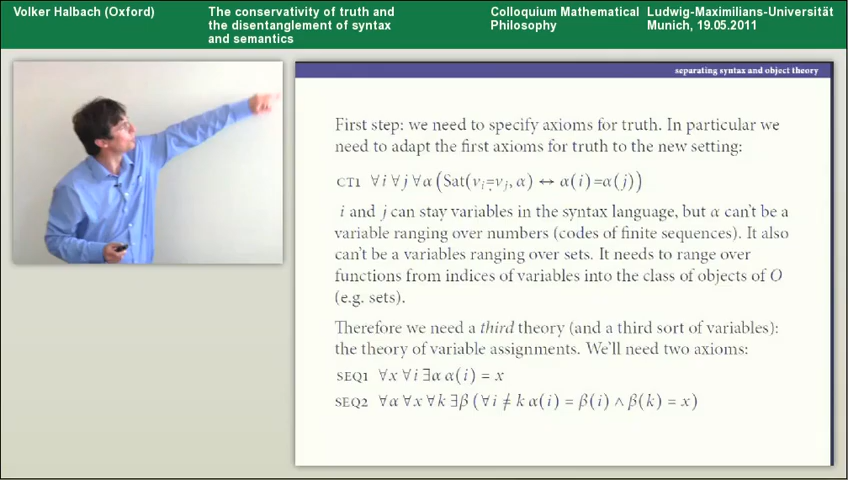 Volker Halbach (Oxford)
The conservativity of truth and
the disentanglement of syntax
and semantics
Colloquium Mathematical
Philosophy
Ludwig-Maximilians-Universität
Munich, 19.05.2011
separating syntax and object theory
First step: we need to specify axioms for truth. In particular we
need to adapt the first axioms for truth to the new setting:
CT1 ∀i ∀j ∀α (Sat(vᵢ=̣vⱼ, α) ↔ α(i)=α(j))
i and j can stay variables in the syntax language, but α can't be a
variable ranging over numbers (codes of finite sequences). It also
can't be a variables ranging over sets. It needs to range over
functions from indices of variables into the class of objects of O
(e.g. sets).
Therefore we need a third theory (and a third sort of variables):
the theory of variable assignments. We'll need two axioms:
SEQ1 ∀x ∀i ∃α α(i) = x
SEQ2 ∀α ∀x ∀k ∃β (∀i ≠ k α(i) = β(i) ∧ β(k) = x)